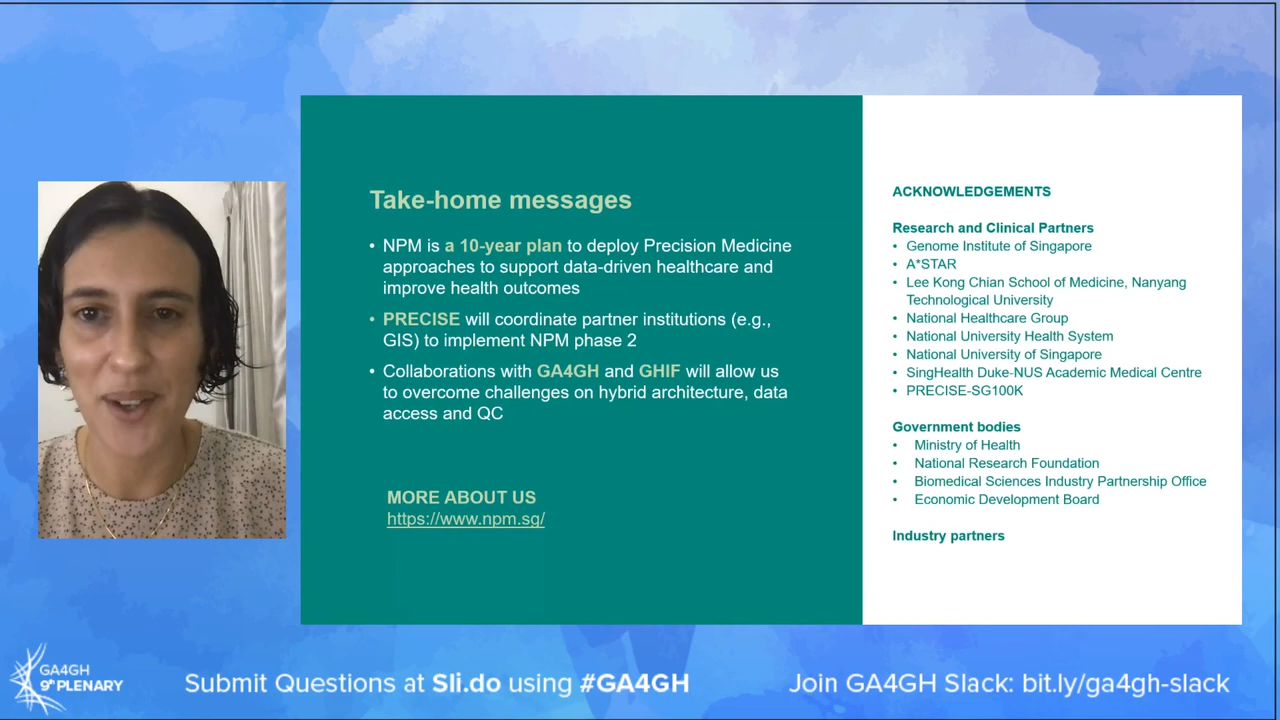 Take-home messages
• NPM is a 10-year plan to deploy Precision Medicine
approaches to support data-driven healthcare and
improve health outcomes
• PRECISE will coordinate partner institutions (e.g.,
GIS) to implement NPM phase 2
• Collaborations with GA4GH and GHIF will allow us
to overcome challenges on hybrid architecture, data
access and QC
MORE ABOUT US
https://www.npm.sg/
ACKNOWLEDGEMENTS
Research and Clinical Partners
• Genome Institute of Singapore
• A*STAR
• Lee Kong Chian School of Medicine, Nanyang
Technological University
• National Healthcare Group
• National University Health System
• National University of Singapore
• SingHealth Duke-NUS Academic Medical Centre
• PRECISE-SG100K
Government bodies
• Ministry of Health
• National Research Foundation
• Biomedical Sciences Industry Partnership Office
• Economic Development Board
Industry partners
GA4GH
9th PLENARY
Submit Questions at Sli.do using #GA4GH
Join GA4GH Slack: bit.ly/ga4gh-slack